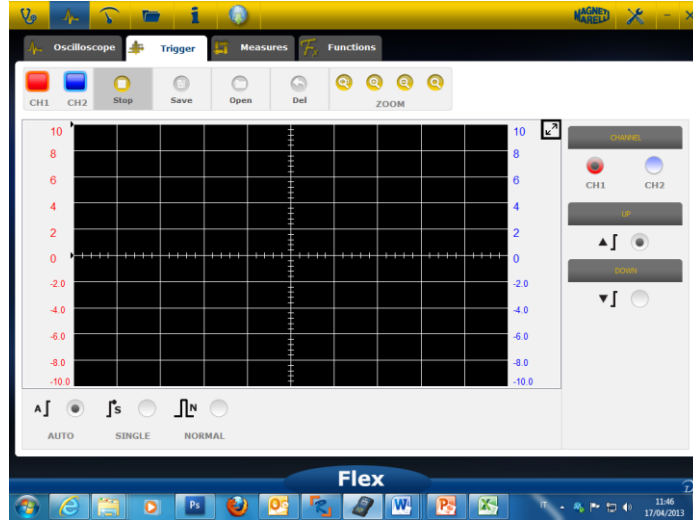 MAGNETI
MARELLI
Oscilloscope Trigger Measures Functions
CH1 CH2 Stop Save Open Del ZOOM
10 10
8 8
6 6
4 4
2 2
0 0
-2.0 -2.0
-4.0 -4.0
-6.0 -6.0
-8.0 -8.0
-10.0 -10.0
CHANNEL
CH1 CH2
UP
DOWN
A S N
AUTO SINGLE NORMAL
Flex
Ps W P X
IT 11:46
17/04/2013